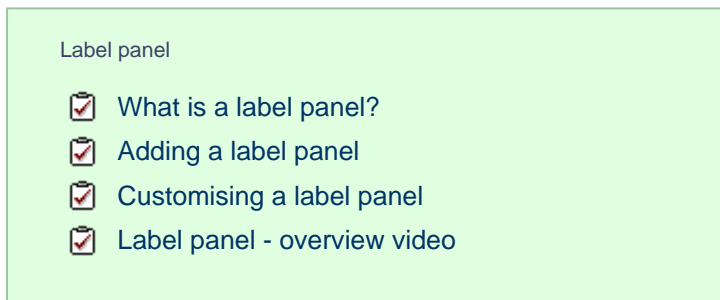 Label panel
What is a label panel?
Adding a label panel
Customising a label panel
Label panel - overview video